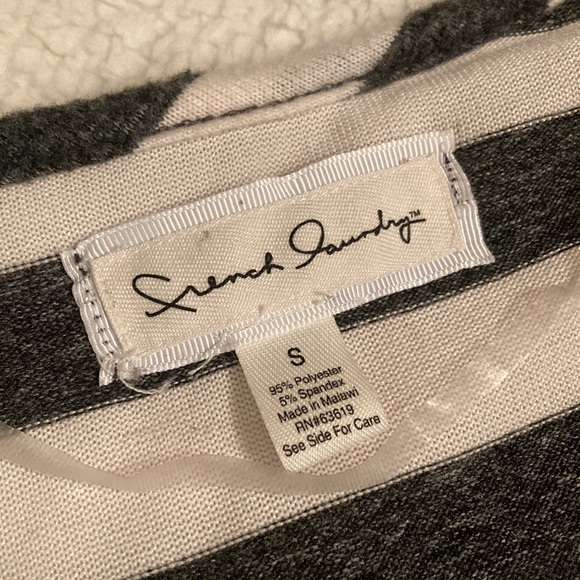 French Laundry™
S
95% Polyester
5% Spandex
Made in Malawi
RN#63619
See Side For Care